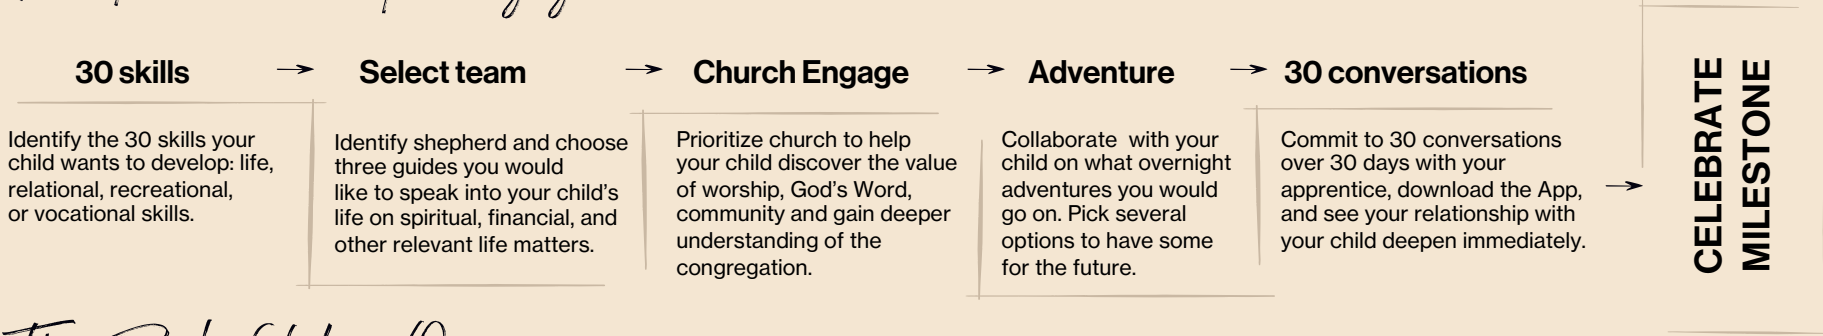 30 skills
Identify the 30 skills your
child wants to develop: life,
relational, recreational,
or vocational skills.
Select team
Identify shepherd and choose
three guides you would
like to speak into your child’s
life on spiritual, financial, and
other relevant life matters.
Church Engage
Prioritize church to help
your child discover the value
of worship, God’s Word,
community and gain deeper
understanding of the
congregation.
Adventure
Collaborate  with your
child on what overnight
adventures you would
go on. Pick several
options to have some
for the future.
30 conversations
Commit to 30 conversations
over 30 days with your
apprentice, download the App,
and see your relationship with
your child deepen immediately.
CELEBRATE
MILESTONE